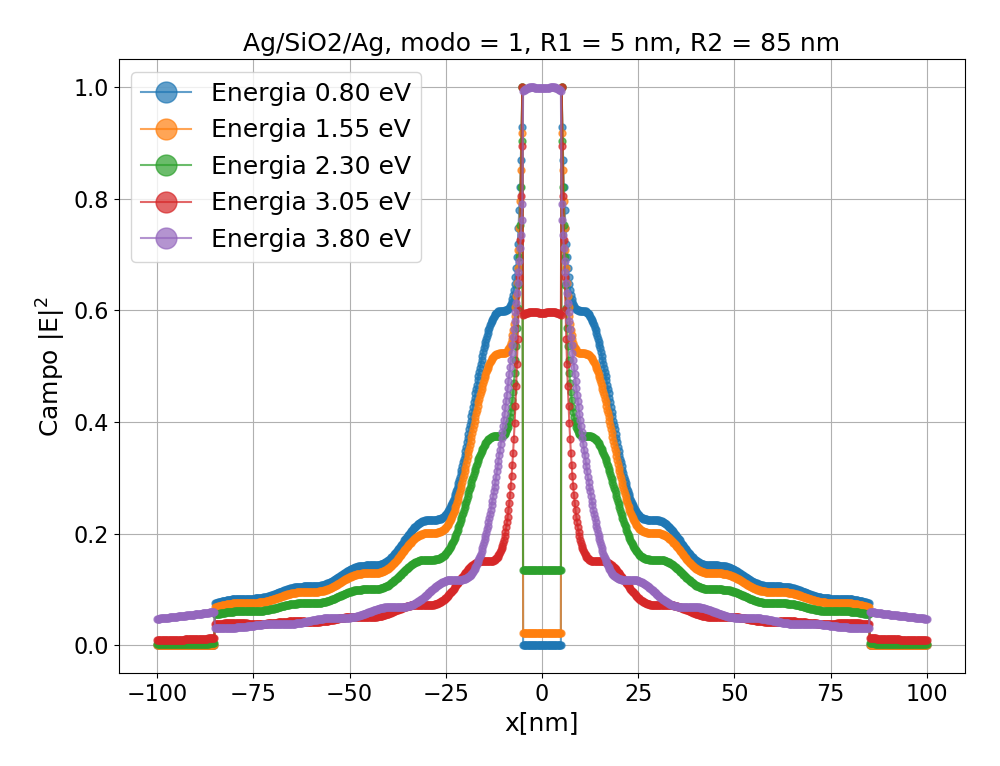 Ag/SiO2/Ag, modo = 1, R1 = 5 nm, R2 = 85 nm
Campo |E|²
1.0
0.8
0.6
0.4
0.2
0.0
Energia 0.80 eV
Energia 1.55 eV
Energia 2.30 eV
Energia 3.05 eV
Energia 3.80 eV
−100 −75 −50 −25 0 25 50 75 100
x[nm]